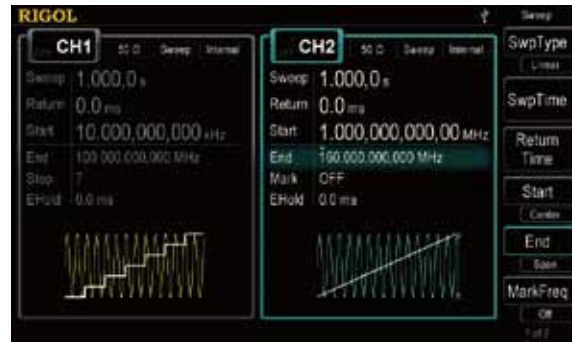 RIGOL
Sweep
CH1 50 Ω Sweep Internal
Sweep 1.000,0 s
Return 0.0 ms
Start 10.000,000,000 kHz
End 100.000,000,000 MHz
Step 7
EHold 0.0 ms
CH2 50 Ω Sweep Internal
Sweep 1.000,0 s
Return 0.0 ms
Start 1.000,000,000,00 MHz
End 160.000,000,000 MHz
Mark OFF
EHold 0.0 ms
SwpType
Linear
SwpTime
Return
Time
Start
Center
End
Span
MarkFreq
Off
1 of 2